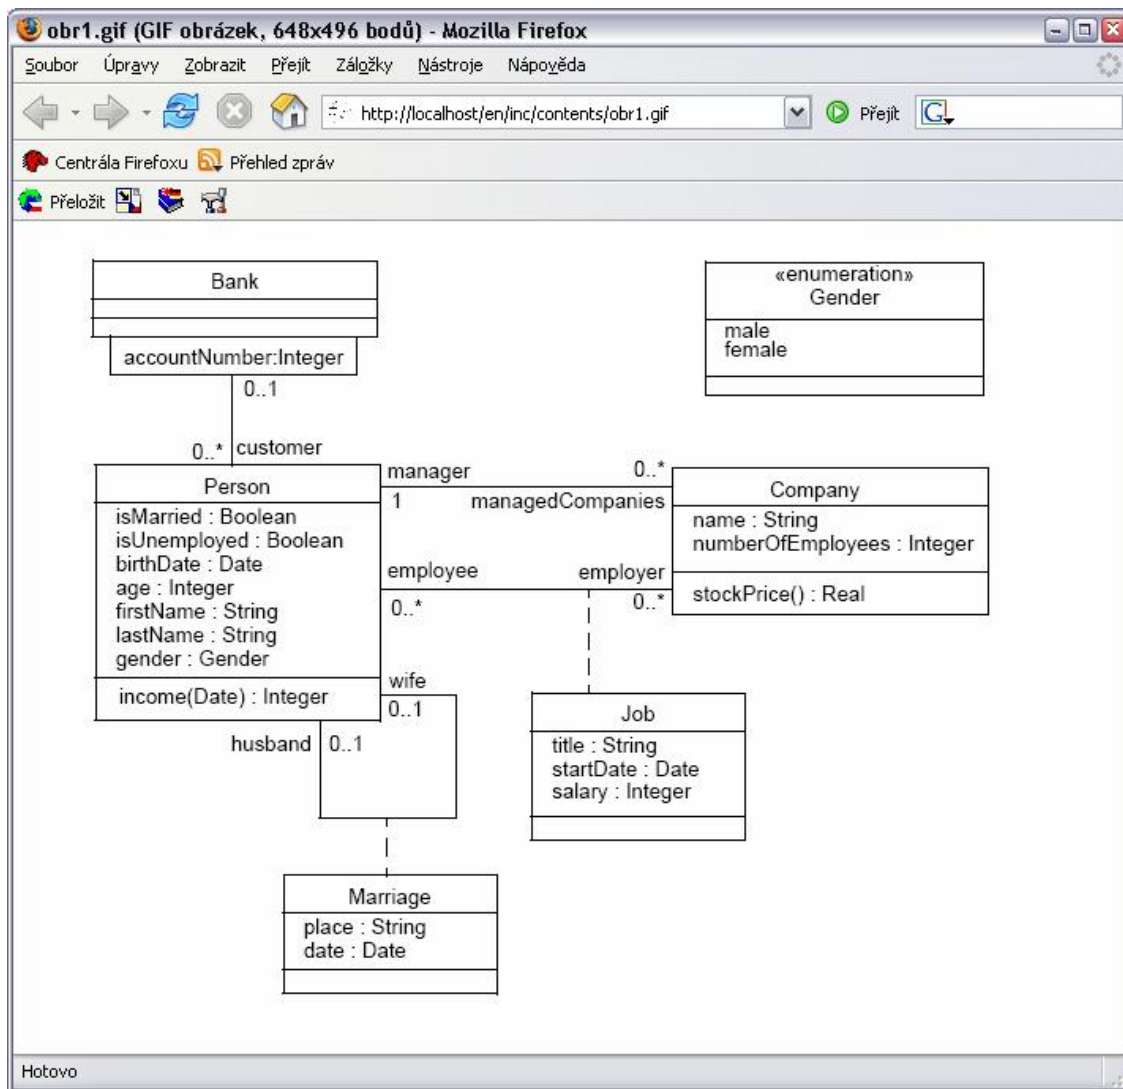 obr1.gif (GIF obrázek, 648x496 bodů) - Mozilla Firefox
Soubor Úpravy Zobrazit Přejít Záložky Nástroje Nápověda
http://localhost/en/inc/contents/obr1.gif
Přejít
G
Centrála Firefoxu Přehled zpráv
Přeložit
Bank
accountNumber:Integer
0..1
0..* customer
«enumeration»
Gender
male
female
Person
isMarried : Boolean
isUnemployed : Boolean
birthDate : Date
age : Integer
firstName : String
lastName : String
gender : Gender
income(Date) : Integer
manager 0..*
1 managedCompanies
employee employer
0..* 0..*
Company
name : String
numberOfEmployees : Integer
stockPrice() : Real
wife
0..1
husband 0..1
Job
title : String
startDate : Date
salary : Integer
Marriage
place : String
date : Date
Hotovo